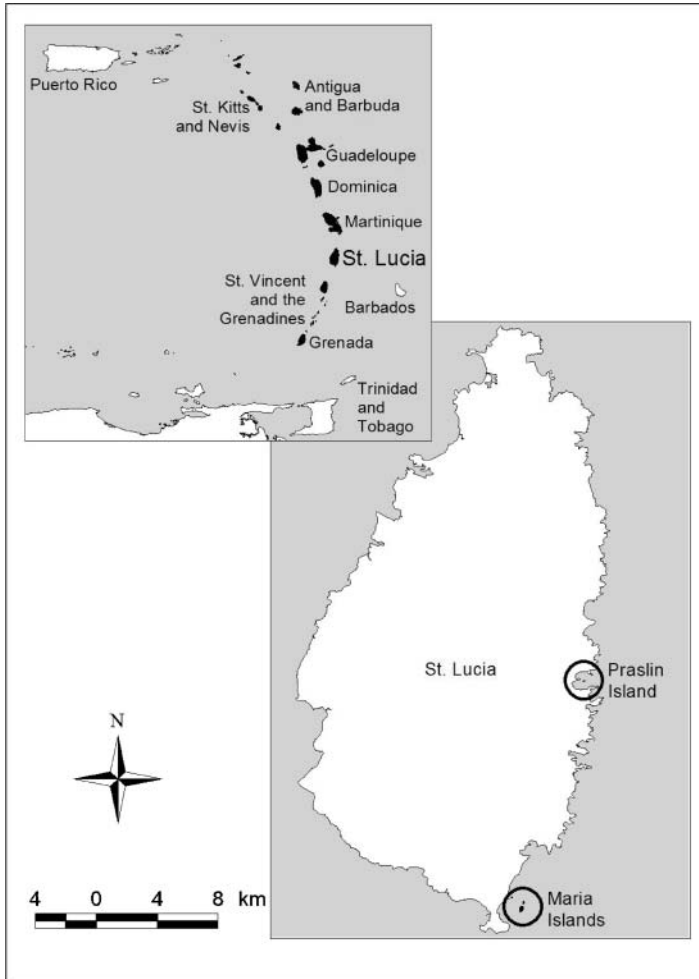 Puerto Rico
Antigua
and Barbuda
St. Kitts
and Nevis
Guadeloupe
Dominica
Martinique
St. Lucia
St. Vincent
and the
Grenadines
Barbados
Grenada
Trinidad
and
Tobago
St. Lucia
Praslin
Island
N
4 0 4 8 km
Maria
Islands